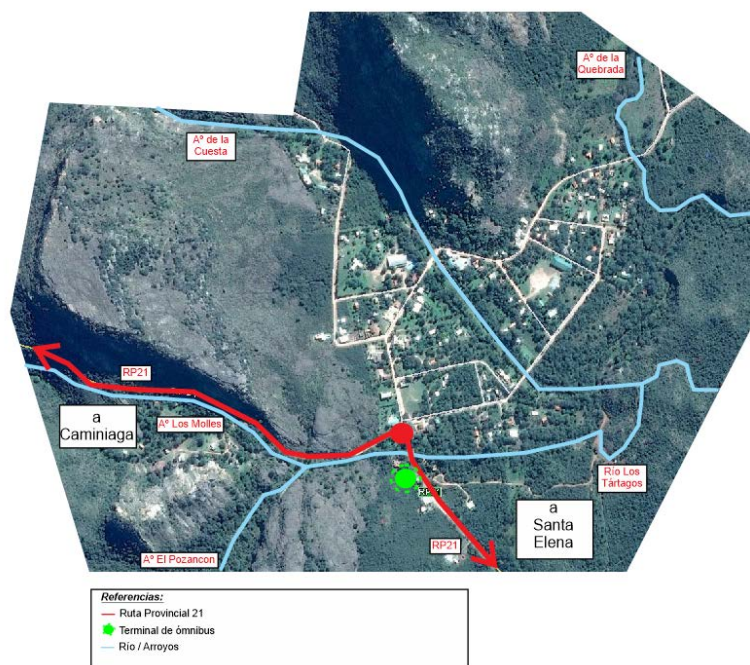 Aº de la
Quebrada
Aº de la
Cuesta
RP21
a
Caminiaga
Aº Los Molles
Río Los
Tártagos
a
Santa
Elena
RP21
Aº El Pozancon
Referencias:
Ruta Provincial 21
Terminal de ómnibus
Río / Arroyos